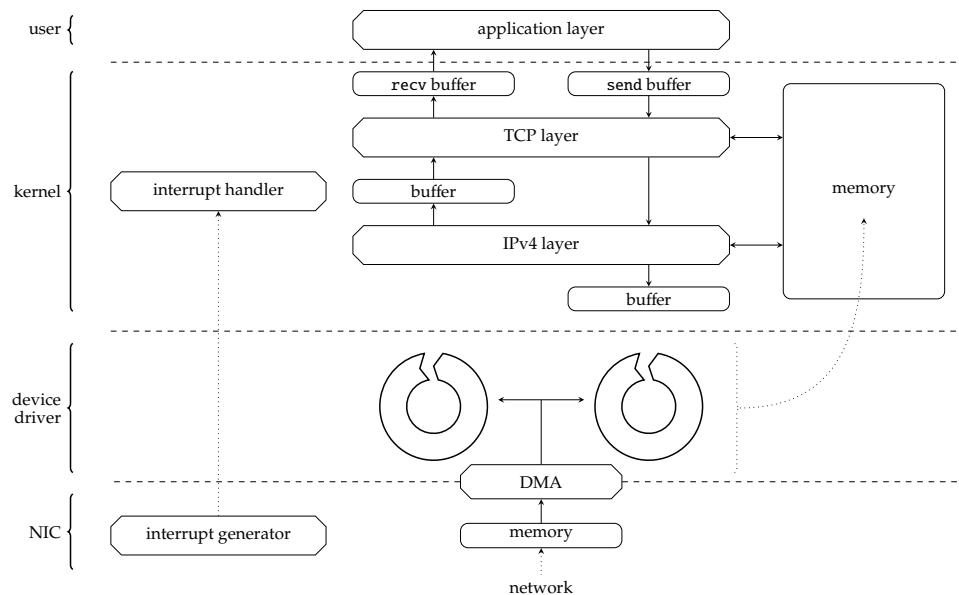 user
application layer
recv buffer
send buffer
TCP layer
kernel
interrupt handler
buffer
memory
IPv4 layer
buffer
device
driver
DMA
NIC
interrupt generator
memory
network